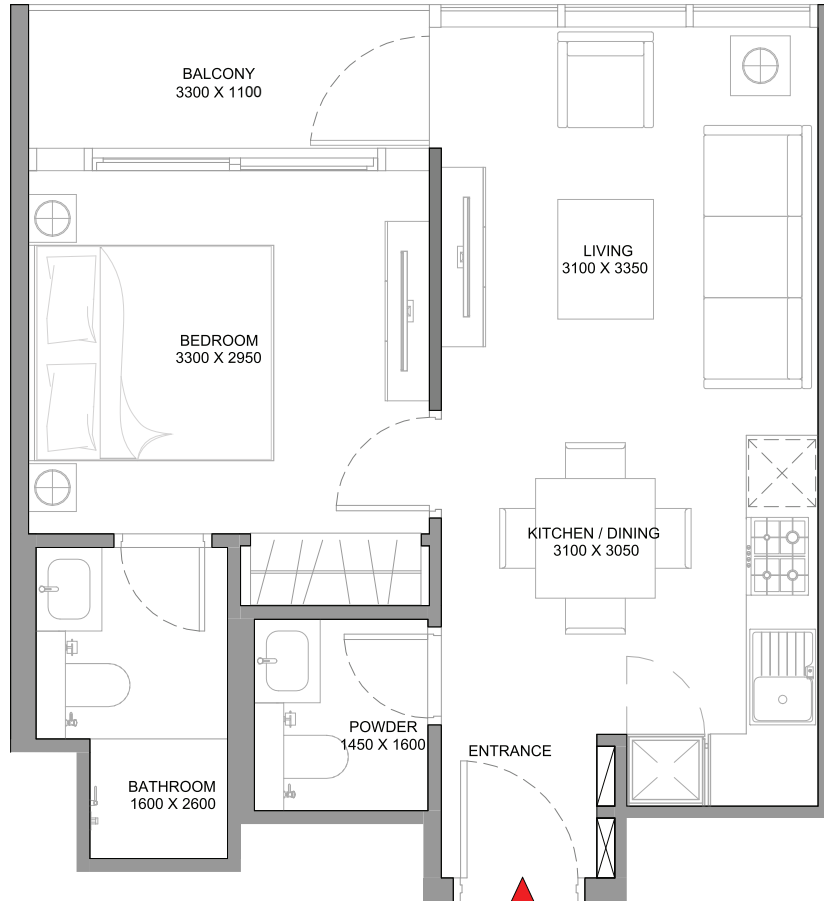 BALCONY
3300 X 1100
LIVING
3100 X 3350
BEDROOM
3300 X 2950
KITCHEN / DINING
3100 X 3050
POWDER
1450 X 1600
ENTRANCE
BATHROOM
1600 X 2600